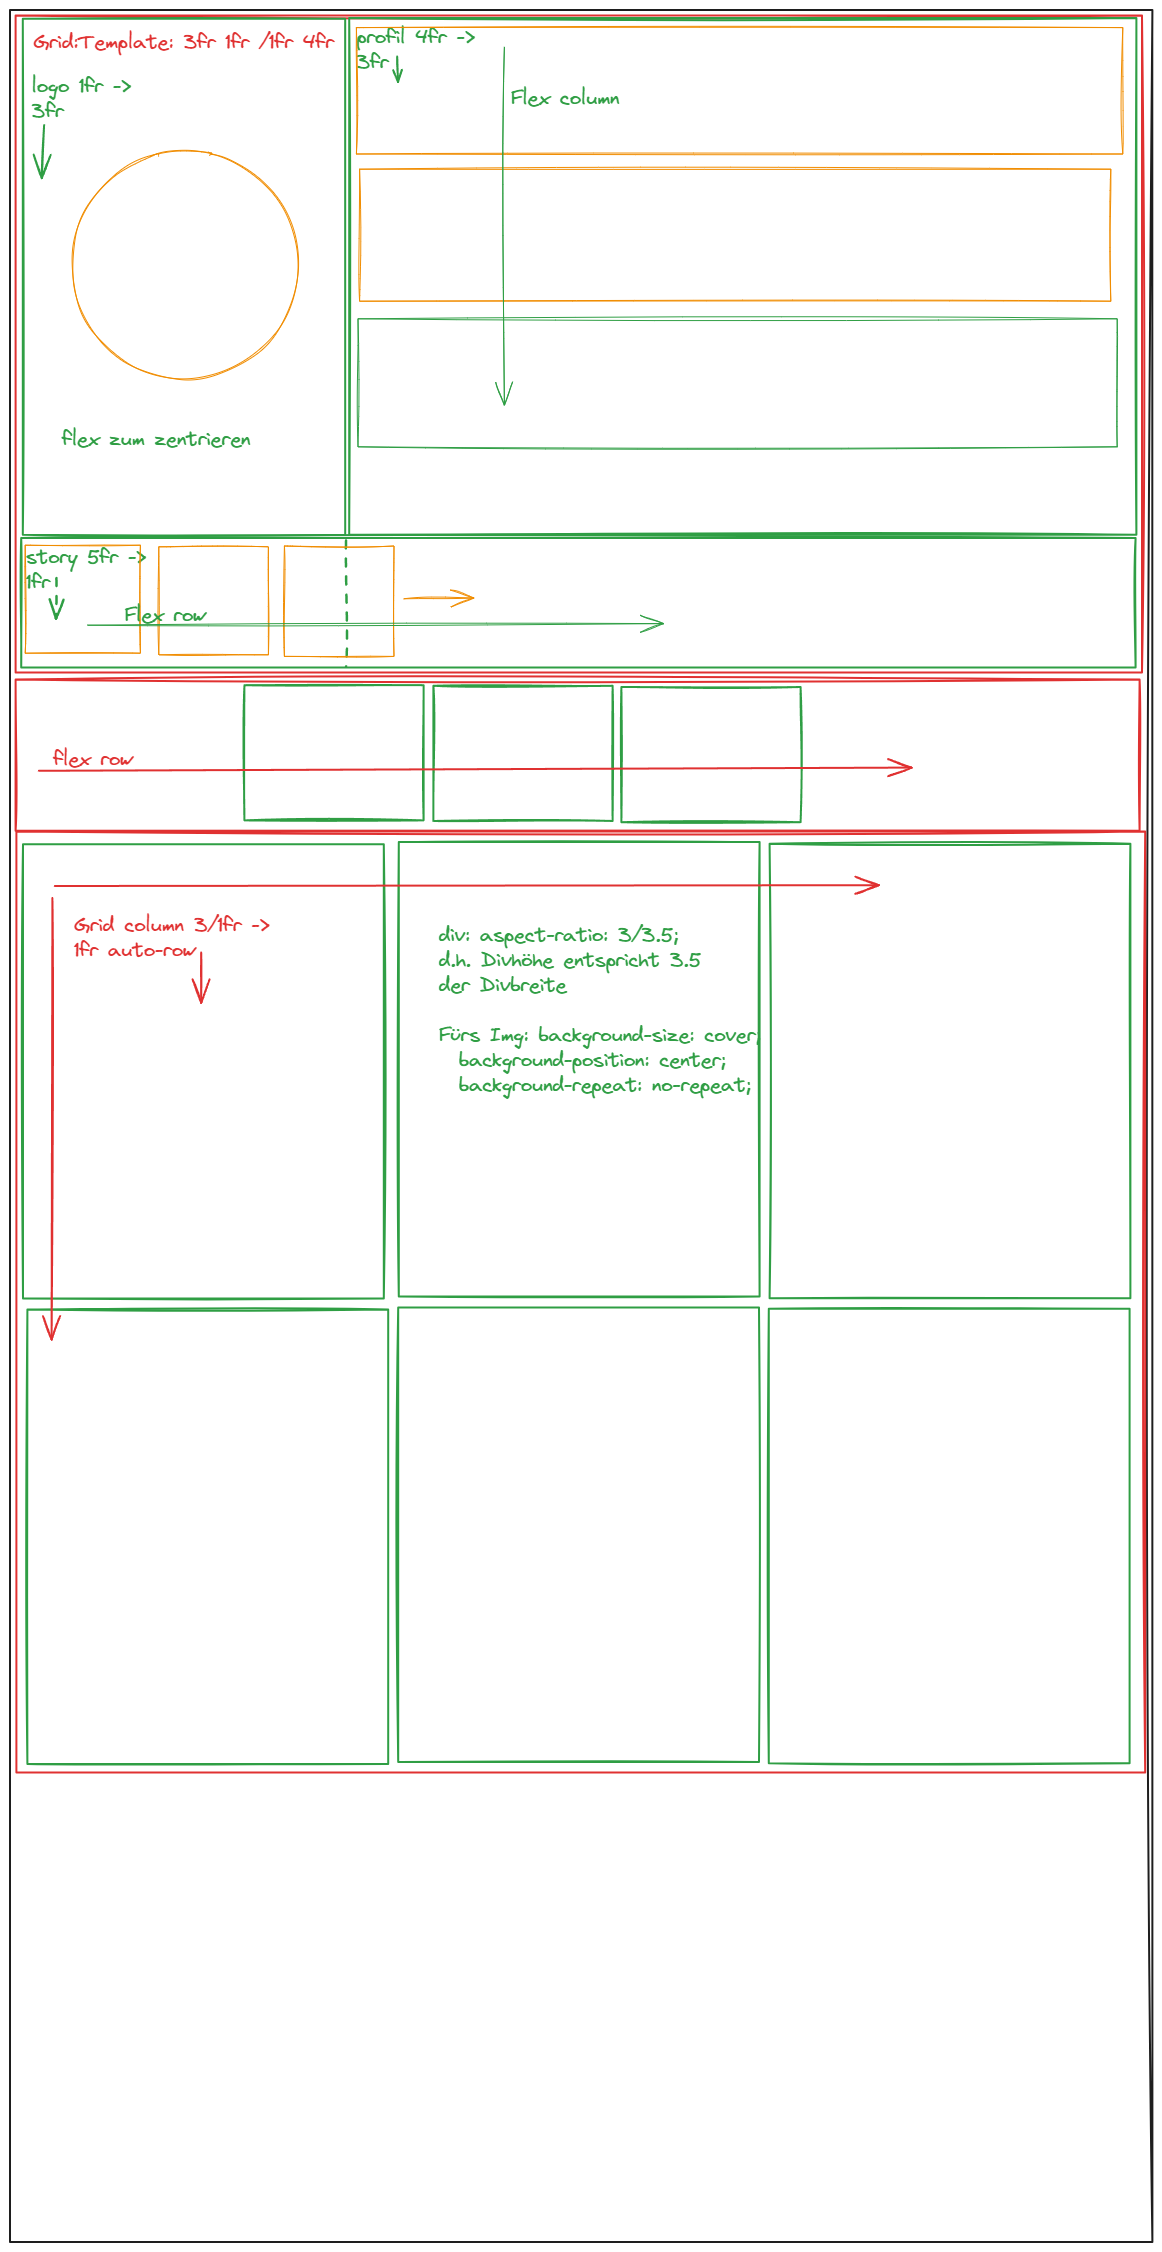 Grid:Template: 3fr 1fr /1fr 4fr
logo 1fr ->
3fr
flex zum zentrieren
profil 4fr ->
3fr
Flex column
story 5fr ->
1fr
Flex row
flex row
Grid column 3/1fr ->
1fr auto-row
div: aspect-ratio: 3/3.5;
d.h. Divhöhe entspricht 3.5
der Divbreite
Fürs Img: background-size: cover;
background-position: center;
background-repeat: no-repeat;